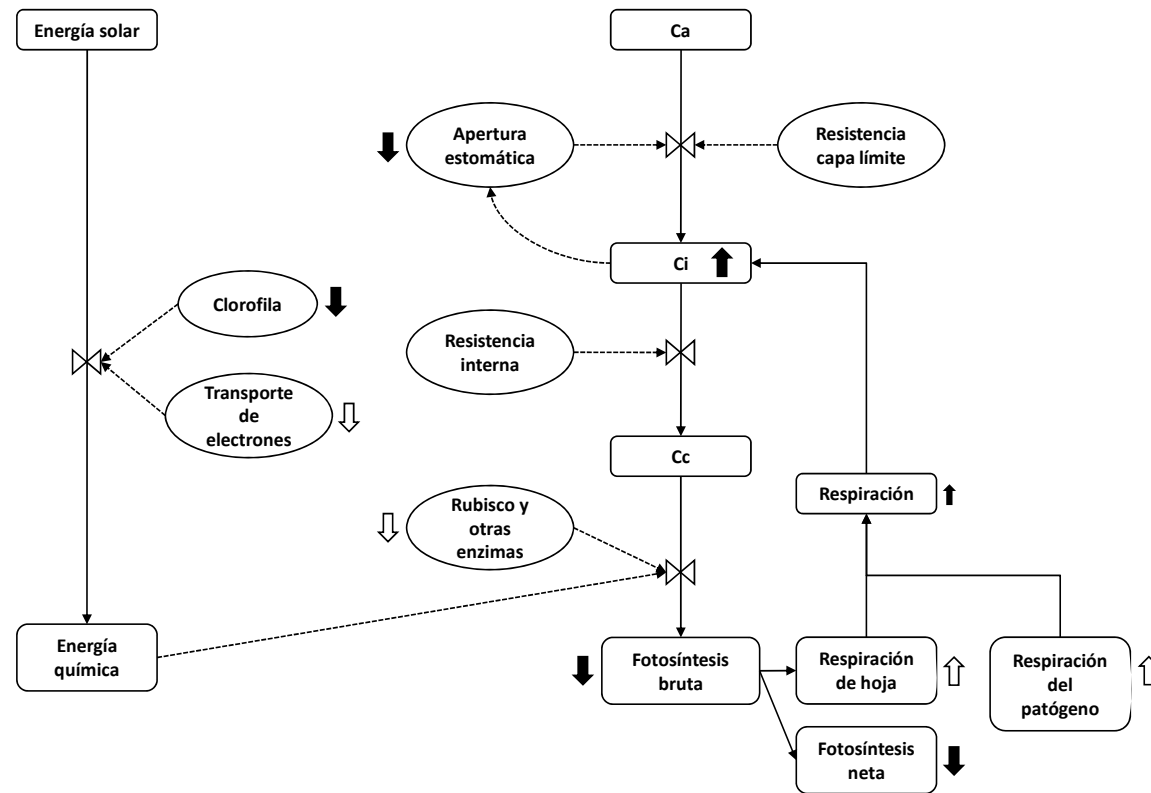 Energía solar
Ca
Apertura
estomática
Resistencia
capa límite
Ci
Clorofila
Resistencia
interna
Transporte
de
electrones
Cc
Respiración
Rubisco y
otras
enzimas
Energía
química
Fotosíntesis
bruta
Respiración
de hoja
Respiración
del
patógeno
Fotosíntesis
neta